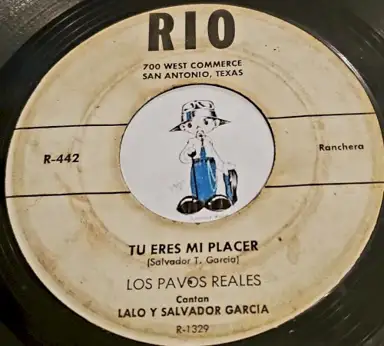 RIO
700 WEST COMMERCE
SAN ANTONIO, TEXAS
R-442
Ranchera
TU ERES MI PLACER
(Salvador T. Garcia)
LOS PAVOS REALES
Cantan
LALO Y SALVADOR GARCIA
R-1329